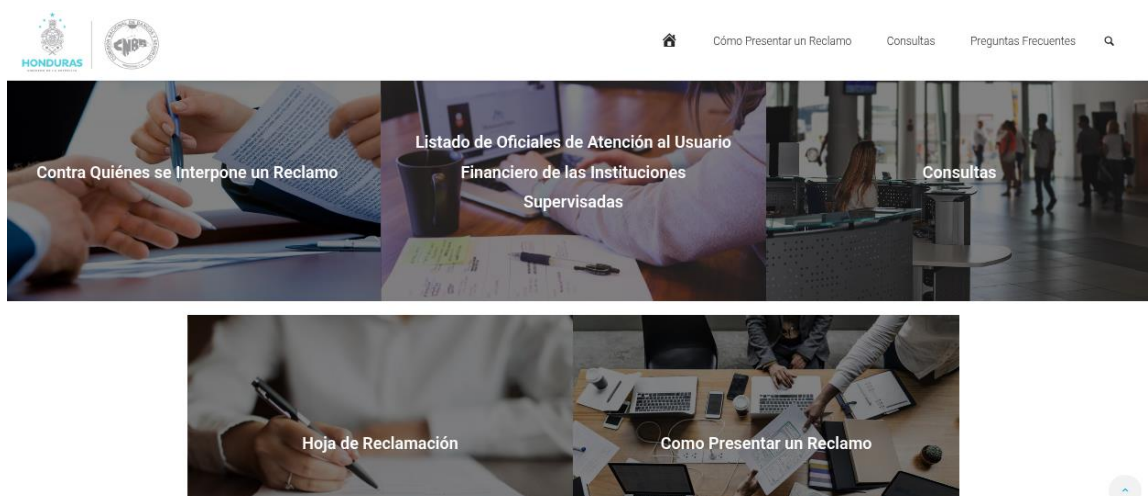 HONDURAS
CNBS
Cómo Presentar un Reclamo
Consultas
Preguntas Frecuentes
Contra Quiénes se Interpone un Reclamo
Listado de Oficiales de Atención al Usuario
Financiero de las Instituciones
Supervisadas
Consultas
Hoja de Reclamación
Como Presentar un Reclamo